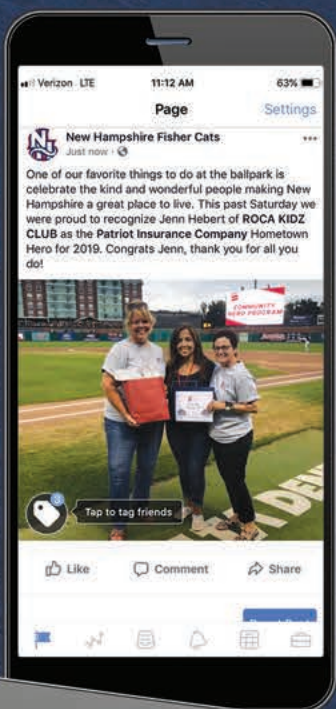 Verizon LTE 11:12 AM 63%
Page Settings
New Hampshire Fisher Cats
Just now
One of our favorite things to do at the ballpark is
celebrate the kind and wonderful people making New
Hampshire a great place to live. This past Saturday we
were proud to recognize Jenn Hebert of ROCA KIDZ
CLUB as the Patriot Insurance Company Hometown
Hero for 2019. Congrats Jenn, thank you for all you
do!
COMMUNITY
HERO PROGRAM
3
Tap to tag friends
Like Comment Share